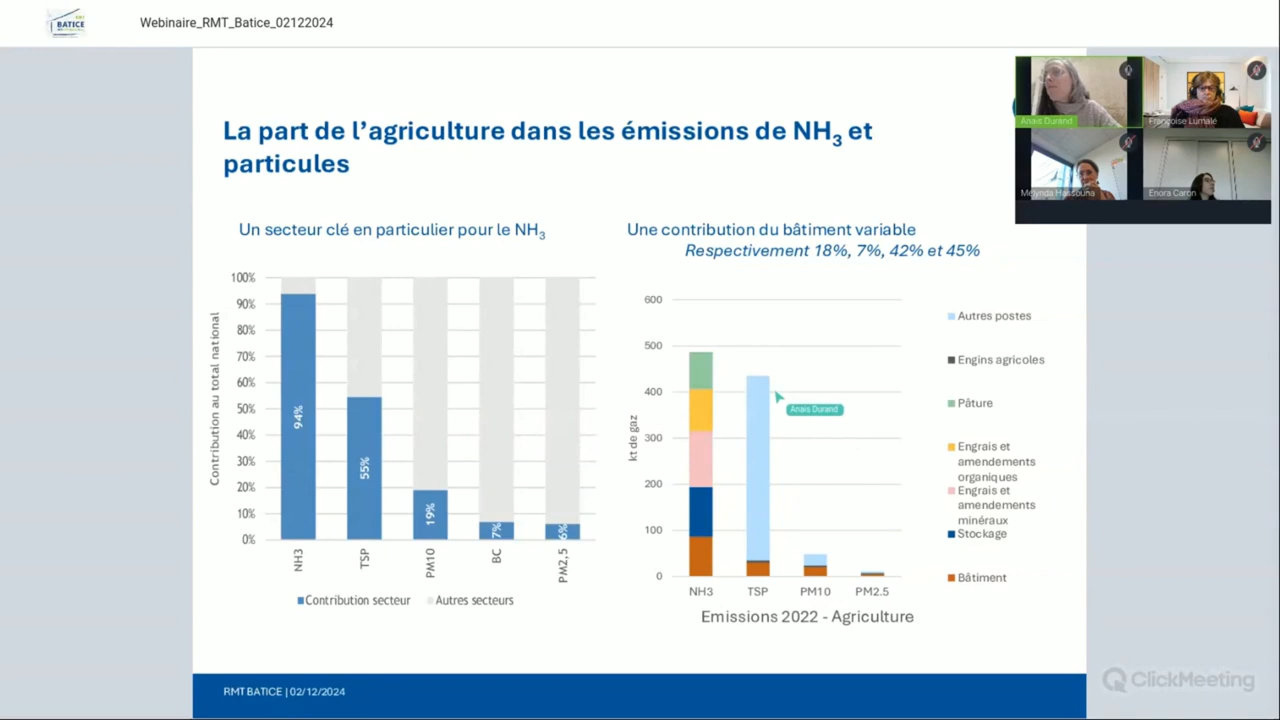 RMT
BATICE
Webinaire_RMT_Batice_02122024
La part de l'agriculture dans les émissions de NH3 et
particules
Anaïs Durand
Françoise Lumalé
Mélynda Hassouna
Enora Caron
Un secteur clé en particulier pour le NH3
Une contribution du bâtiment variable
Respectivement 18%, 7%, 42% et 45%
Contribution au total national
100%
90%
80%
70%
60%
50%
40%
30%
20%
10%
0%
94%
55%
19%
7%
6%
NH3
TSP
PM10
BC
PM2,5
Contribution secteur
Autres secteurs
kt de gaz
600
500
400
300
200
100
0
NH3
TSP
PM10
PM2.5
Emissions 2022 - Agriculture
Anaïs Durand
Autres postes
Engins agricoles
Pâture
Engrais et
amendements
organiques
Engrais et
amendements
minéraux
Stockage
Bâtiment
RMT BATICE | 02/12/2024
ClickMeeting